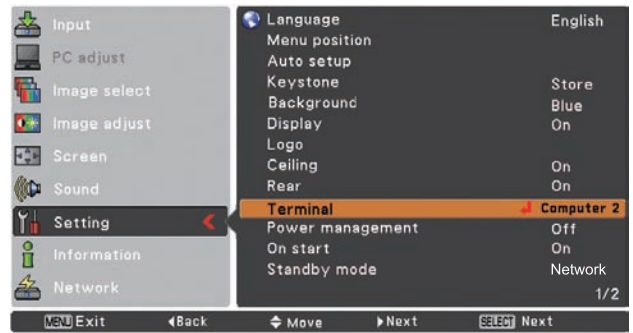 Input
PC adjust
Image select
Image adjust
Screen
Sound
Setting
Information
Network
Language English
Menu position
Auto setup
Keystone Store
Background Blue
Display On
Logo
Ceiling On
Rear On
Terminal Computer 2
Power management Off
On start On
Standby mode Network
1/2
MENU Exit Back Move Next SELECT Next